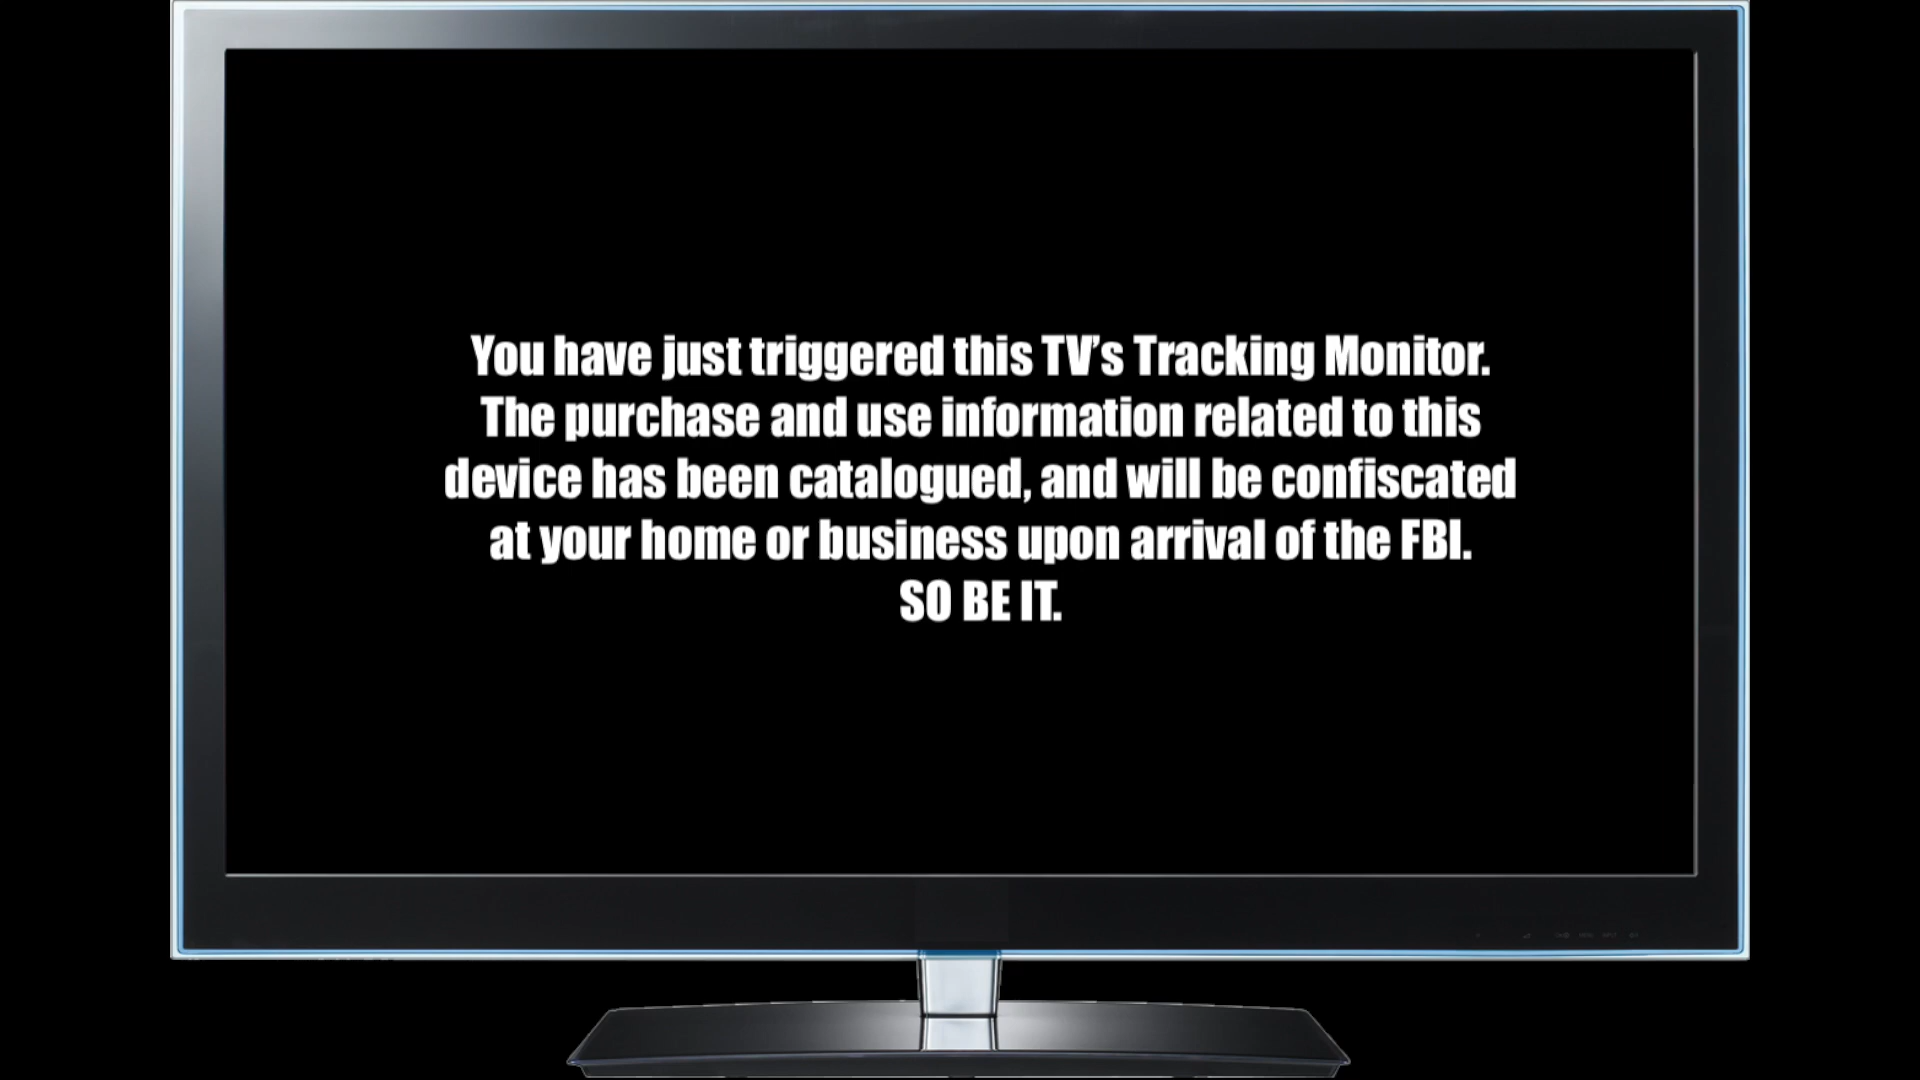 You have just triggered this TV’s Tracking Monitor.
The purchase and use information related to this
device has been catalogued, and will be confiscated
at your home or business upon arrival of the FBI.
SO BE IT.